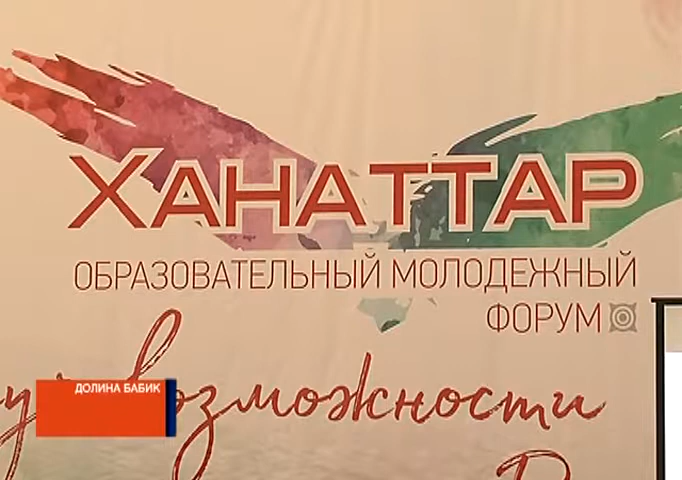 ХАНАТТАР
ОБРАЗОВАТЕЛЬНЫЙ МОЛОДЕЖНЫЙ
ФОРУМ
возможности
ДОЛИНА БАБИК